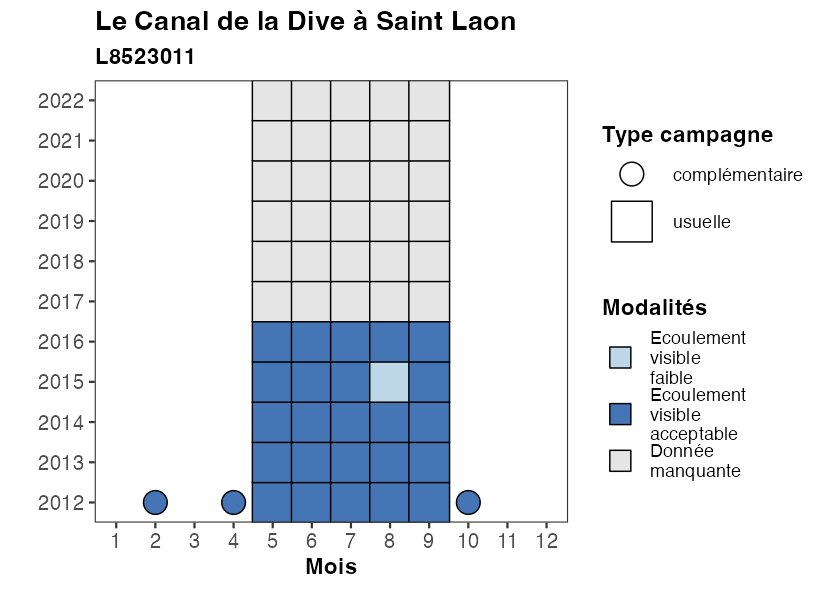 Le Canal de la Dive à Saint Laon
L8523011
2022
2021
2020
2019
2018
2017
2016
2015
2014
2013
2012
1 2 3 4 5 6 7 8 9 10 11 12
Mois
Type campagne
complémentaire
usuelle
Modalités
Ecoulement
visible
faible
Ecoulement
visible
acceptable
Donnée
manquante